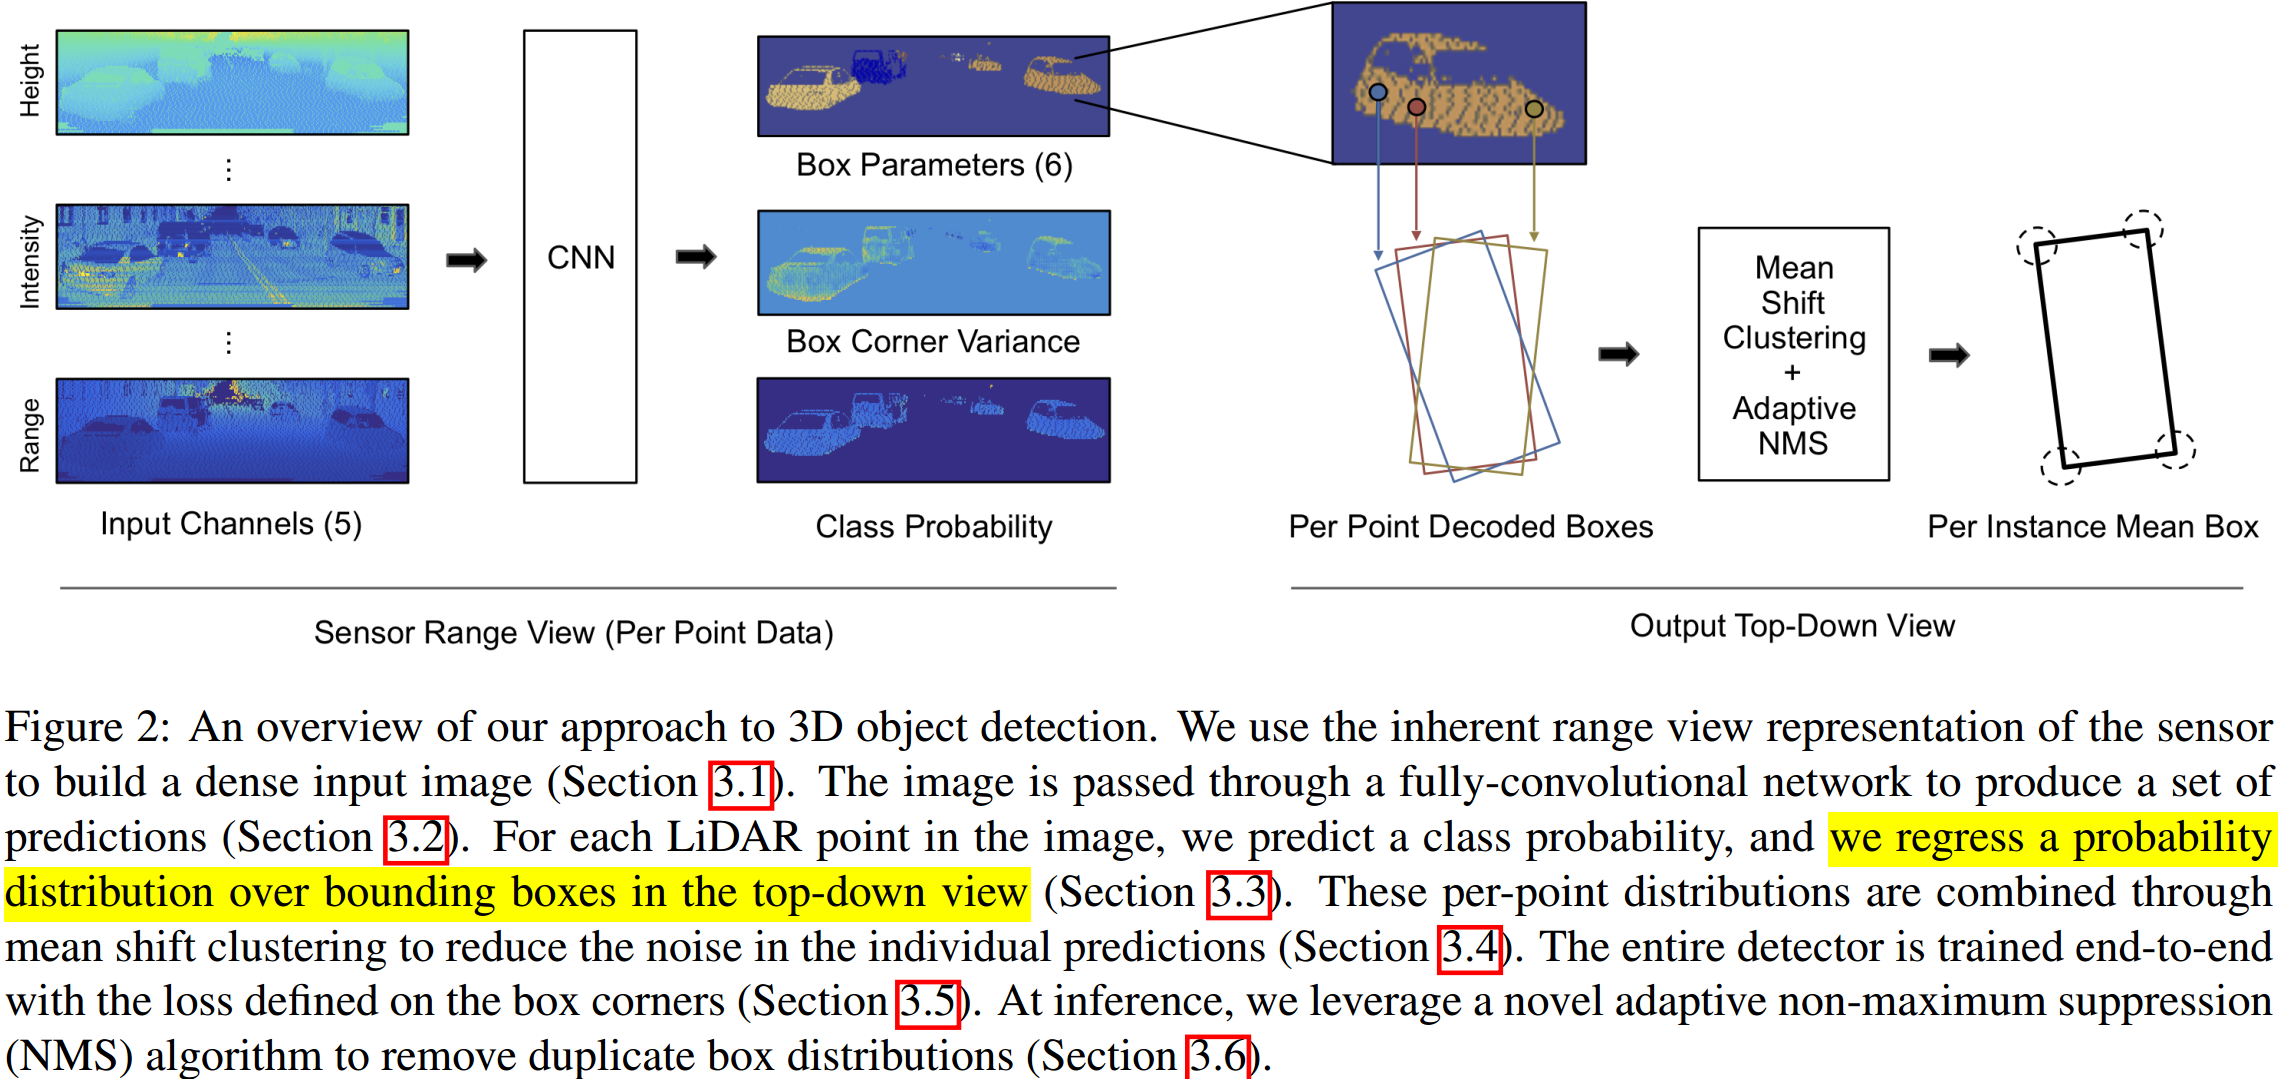 Height
⋮
Intensity
⋮
Range
Input Channels (5)
CNN
Box Parameters (6)
Box Corner Variance
Class Probability
Sensor Range View (Per Point Data)
Per Point Decoded Boxes
Mean
Shift
Clustering
+
Adaptive
NMS
Per Instance Mean Box
Output Top-Down View
Figure 2: An overview of our approach to 3D object detection. We use the inherent range view representation of the sensor
to build a dense input image (Section 3.1). The image is passed through a fully-convolutional network to produce a set of
predictions (Section 3.2). For each LiDAR point in the image, we predict a class probability, and we regress a probability
distribution over bounding boxes in the top-down view (Section 3.3). These per-point distributions are combined through
mean shift clustering to reduce the noise in the individual predictions (Section 3.4). The entire detector is trained end-to-end
with the loss defined on the box corners (Section 3.5). At inference, we leverage a novel adaptive non-maximum suppression
(NMS) algorithm to remove duplicate box distributions (Section 3.6).